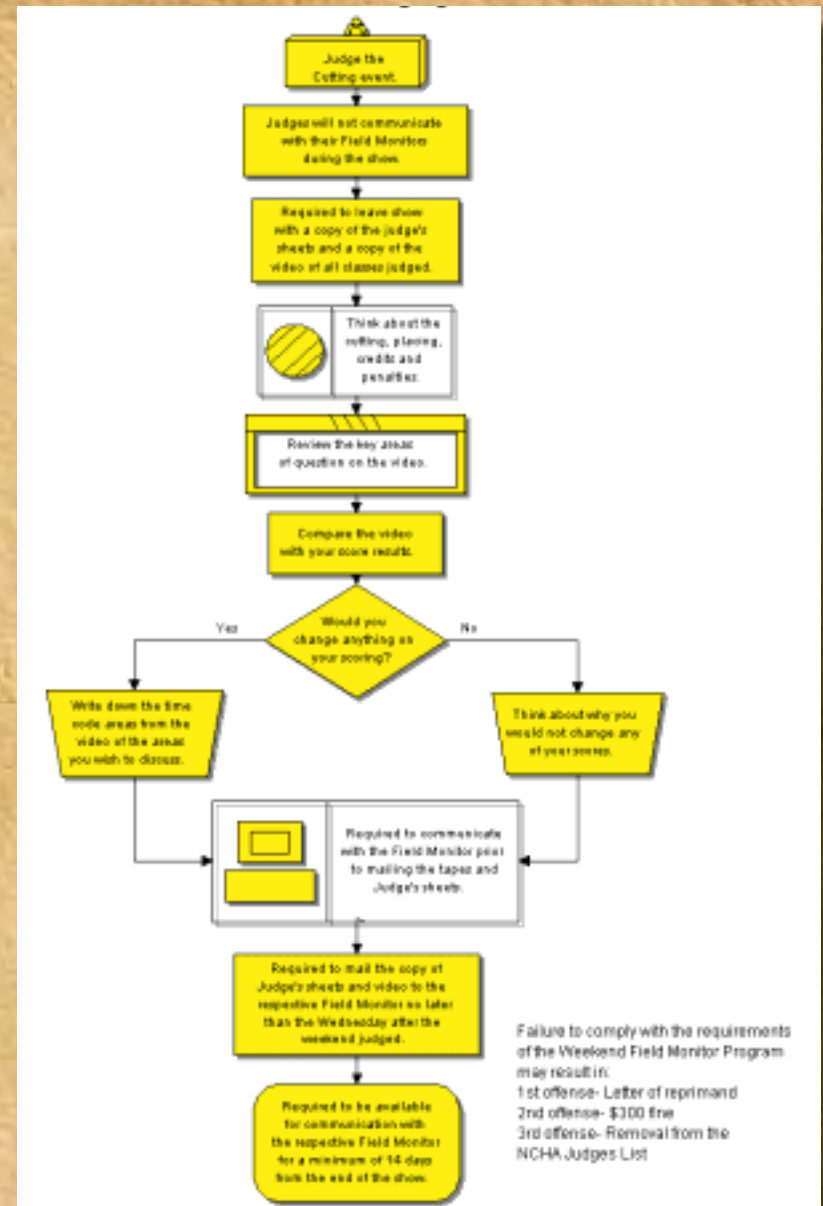 Judge the
Cutting event.
Judges will not communicate
with their Field Monitors
during the show.
Required to leave show
with a copy of the judge's
sheets and a copy of the
video of all classes judged.
Think about the
cutting, placing,
credits and
penalties.
Review the key areas
of question on the video.
Compare the video
with your score results.
Would you
change anything on
your scoring?
Yes
No
Write down the time
code areas from the
video of the areas
you wish to discuss.
Think about why you
would not change any
of your scores.
Required to communicate
with the Field Monitor prior
to mailing the tapes and
Judge's sheets.
Required to mail the copy of
Judge's sheets and video to the
respective Field Monitor no later
than the Wednesday after the
weekend judged.
Required to be available
for communication with
the respective Field Monitor
for a minimum of 14 days
from the end of the show.
Failure to comply with the requirements
of the Weekend Field Monitor Program
may result in:
1st offense- Letter of reprimand
2nd offense- $300 fine
3rd offense- Removal from the
NCHA Judges List